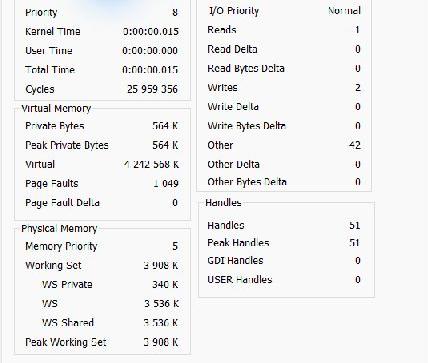 Priority 8
Kernel Time 0:00:00.015
User Time 0:00:00.000
Total Time 0:00:00.015
Cycles 25 959 356
Virtual Memory
Private Bytes 564 K
Peak Private Bytes 564 K
Virtual 4 242 568 K
Page Faults 1 049
Page Fault Delta 0
Physical Memory
Memory Priority 5
Working Set 3 908 K
WS Private 340 K
WS 3 536 K
WS Shared 3 536 K
Peak Working Set 3 908 K
I/O Priority Normal
Reads 1
Read Delta 0
Read Bytes Delta 0
Writes 2
Write Delta 0
Write Bytes Delta 0
Other 42
Other Delta 0
Other Bytes Delta 0
Handles
Handles 51
Peak Handles 51
GDI Handles 0
USER Handles 0